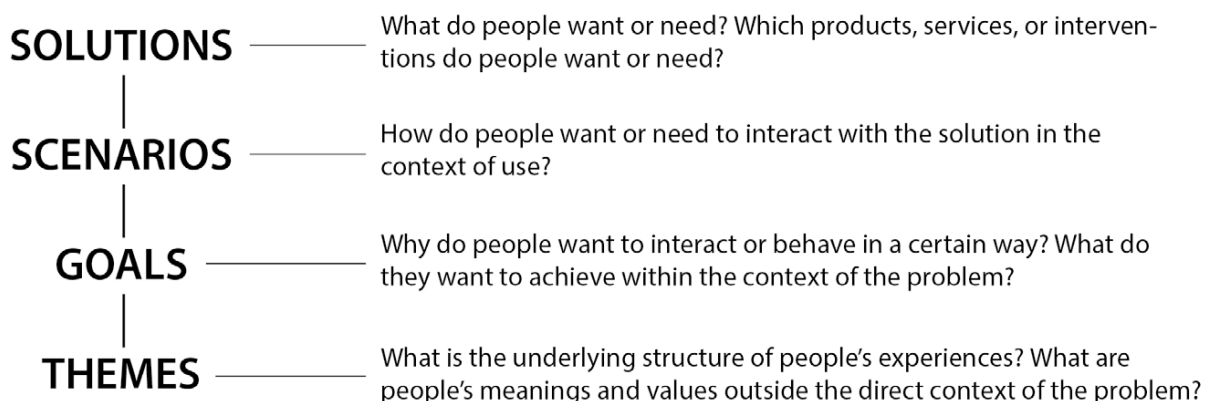 SOLUTIONS
What do people want or need? Which products, services, or interven-
tions do people want or need?
SCENARIOS
How do people want or need to interact with the solution in the
context of use?
GOALS
Why do people want to interact or behave in a certain way? What do
they want to achieve within the context of the problem?
THEMES
What is the underlying structure of people's experiences? What are
people's meanings and values outside the direct context of the problem?